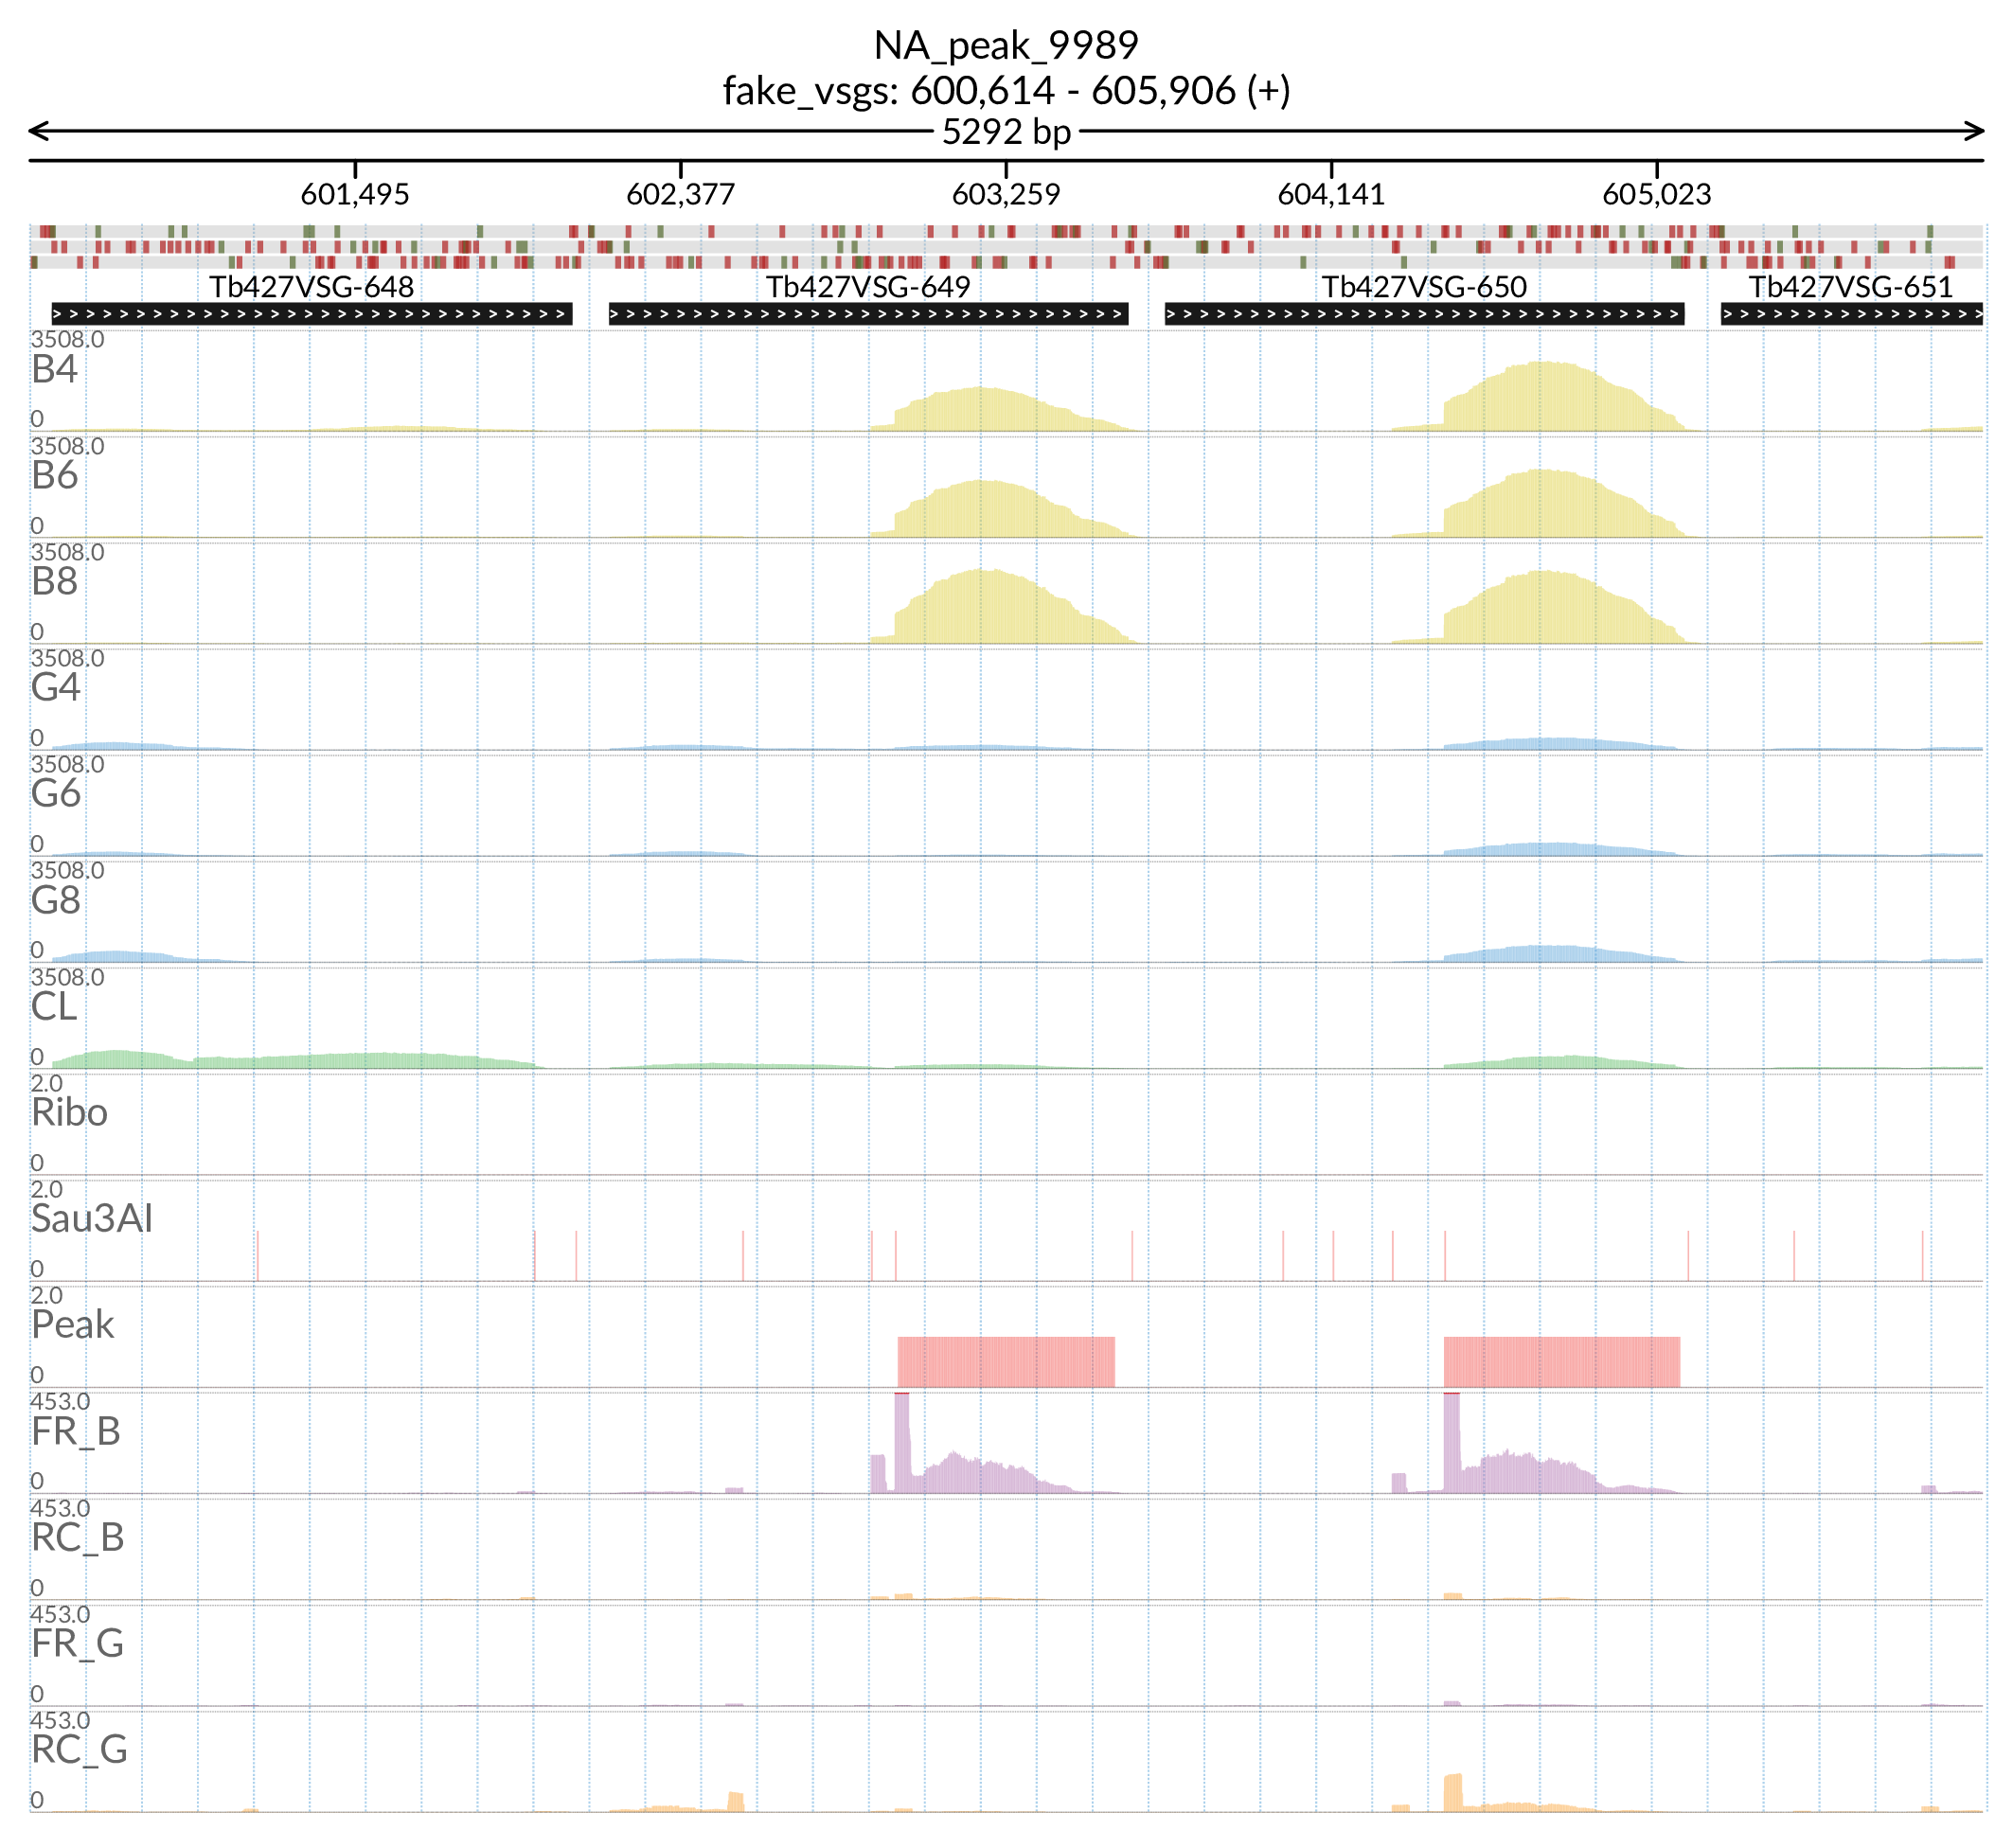 NA_peak_9989
fake_vsgs: 600,614 - 605,906 (+)
5292 bp
601,495 602,377 603,259 604,141 605,023
Tb427VSG-648 Tb427VSG-649 Tb427VSG-650 Tb427VSG-651
3508.0
B4
0
3508.0
B6
0
3508.0
B8
0
3508.0
G4
0
3508.0
G6
0
3508.0
G8
0
3508.0
CL
0
2.0
Ribo
0
2.0
Sau3AI
0
2.0
Peak
0
453.0
FR_B
0
453.0
RC_B
0
453.0
FR_G
0
453.0
RC_G
0